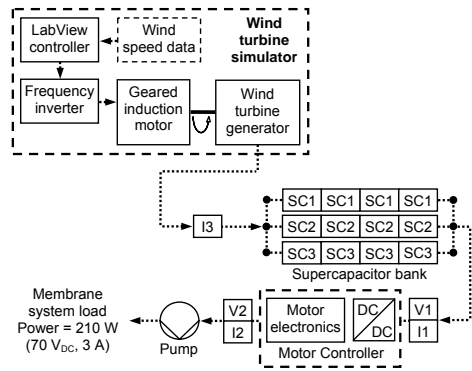 LabView
controller
Wind
speed data
Wind
turbine
simulator
Frequency
inverter
Geared
induction
motor
Wind
turbine
generator
I3
SC1 SC1 SC1 SC1
SC2 SC2 SC2 SC2
SC3 SC3 SC3 SC3
Supercapacitor bank
Membrane
system load
Power = 210 W
(70 VDC, 3 A)
Pump
V2
I2
Motor
electronics
DC
DC
Motor Controller
V1
I1